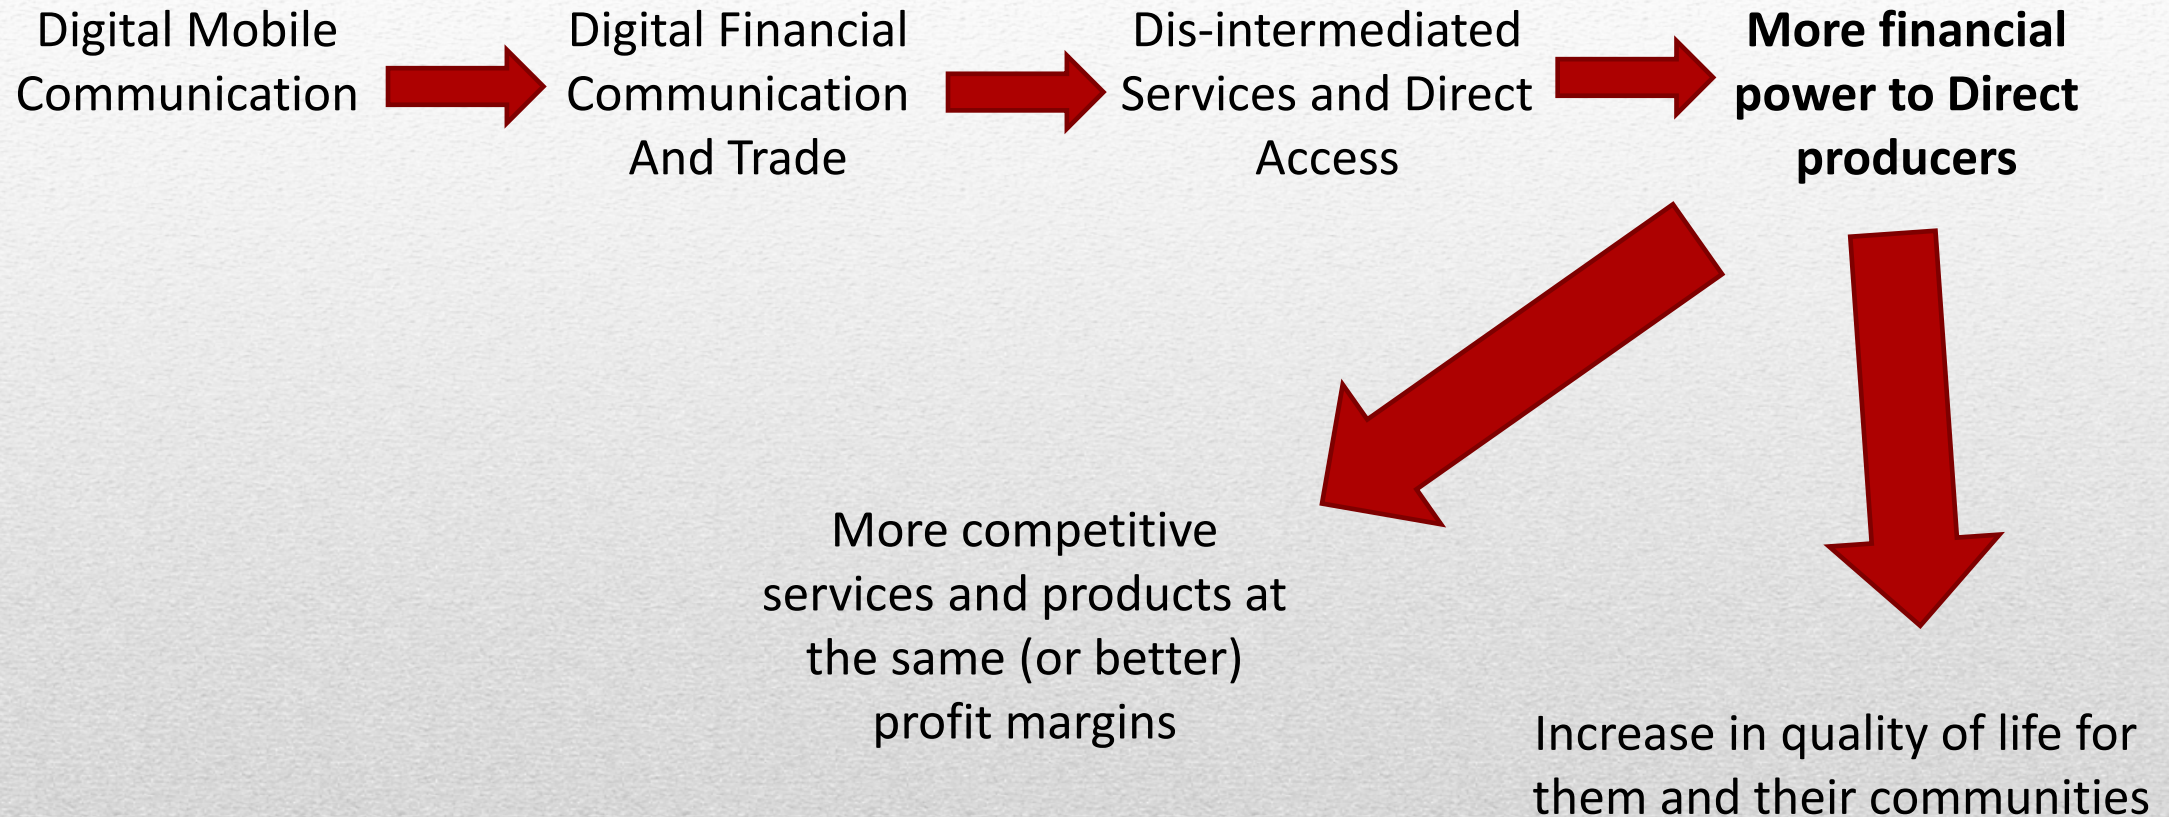 Digital Mobile
Communication
Digital Financial
Communication
And Trade
Dis-intermediated
Services and Direct
Access
More financial
power to Direct
producers
More competitive
services and products at
the same (or better)
profit margins
Increase in quality of life for
them and their communities